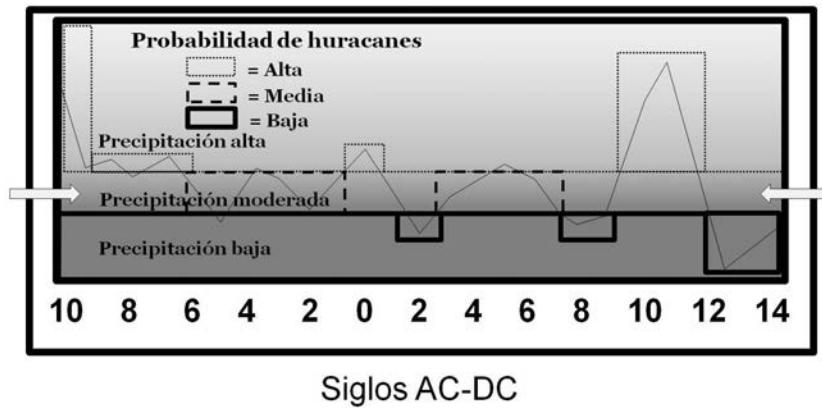 Probabilidad de huracanes
= Alta
= Media
= Baja
Precipitación alta
Precipitación moderada
Precipitación baja
10 8 6 4 2 0 2 4 6 8 10 12 14
Siglos AC-DC